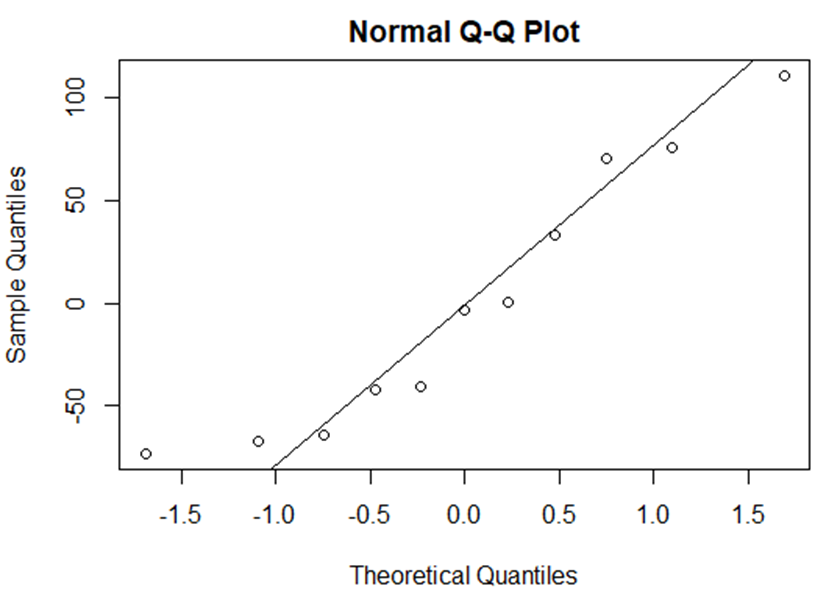 Normal Q-Q Plot
Sample Quantiles
100
50
0
-50
-1.5 -1.0 -0.5 0.0 0.5 1.0 1.5
Theoretical Quantiles